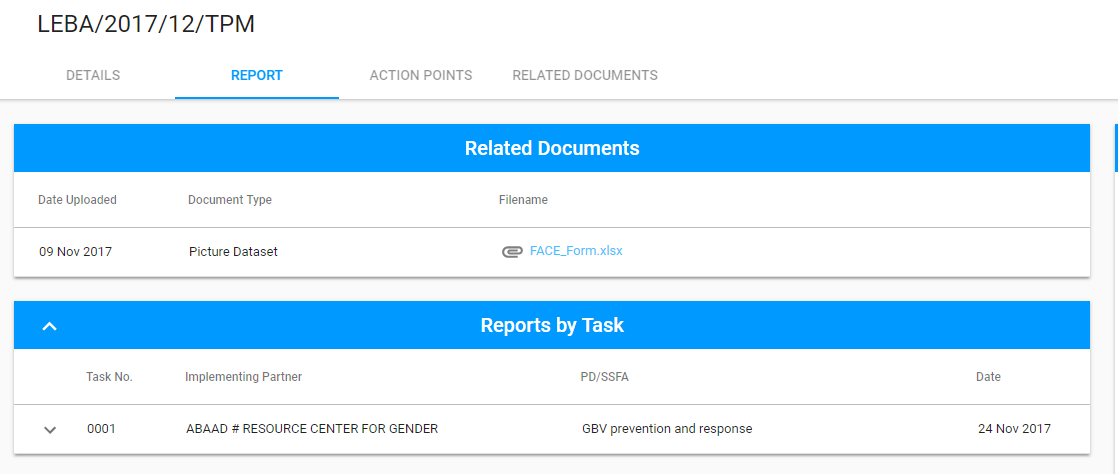 LEBA/2017/12/TPM
DETAILS REPORT ACTION POINTS RELATED DOCUMENTS
Related Documents
Date Uploaded Document Type Filename
09 Nov 2017 Picture Dataset FACE_Form.xlsx
Reports by Task
Task No. Implementing Partner PD/SSFA Date
0001 ABAAD # RESOURCE CENTER FOR GENDER GBV prevention and response 24 Nov 2017